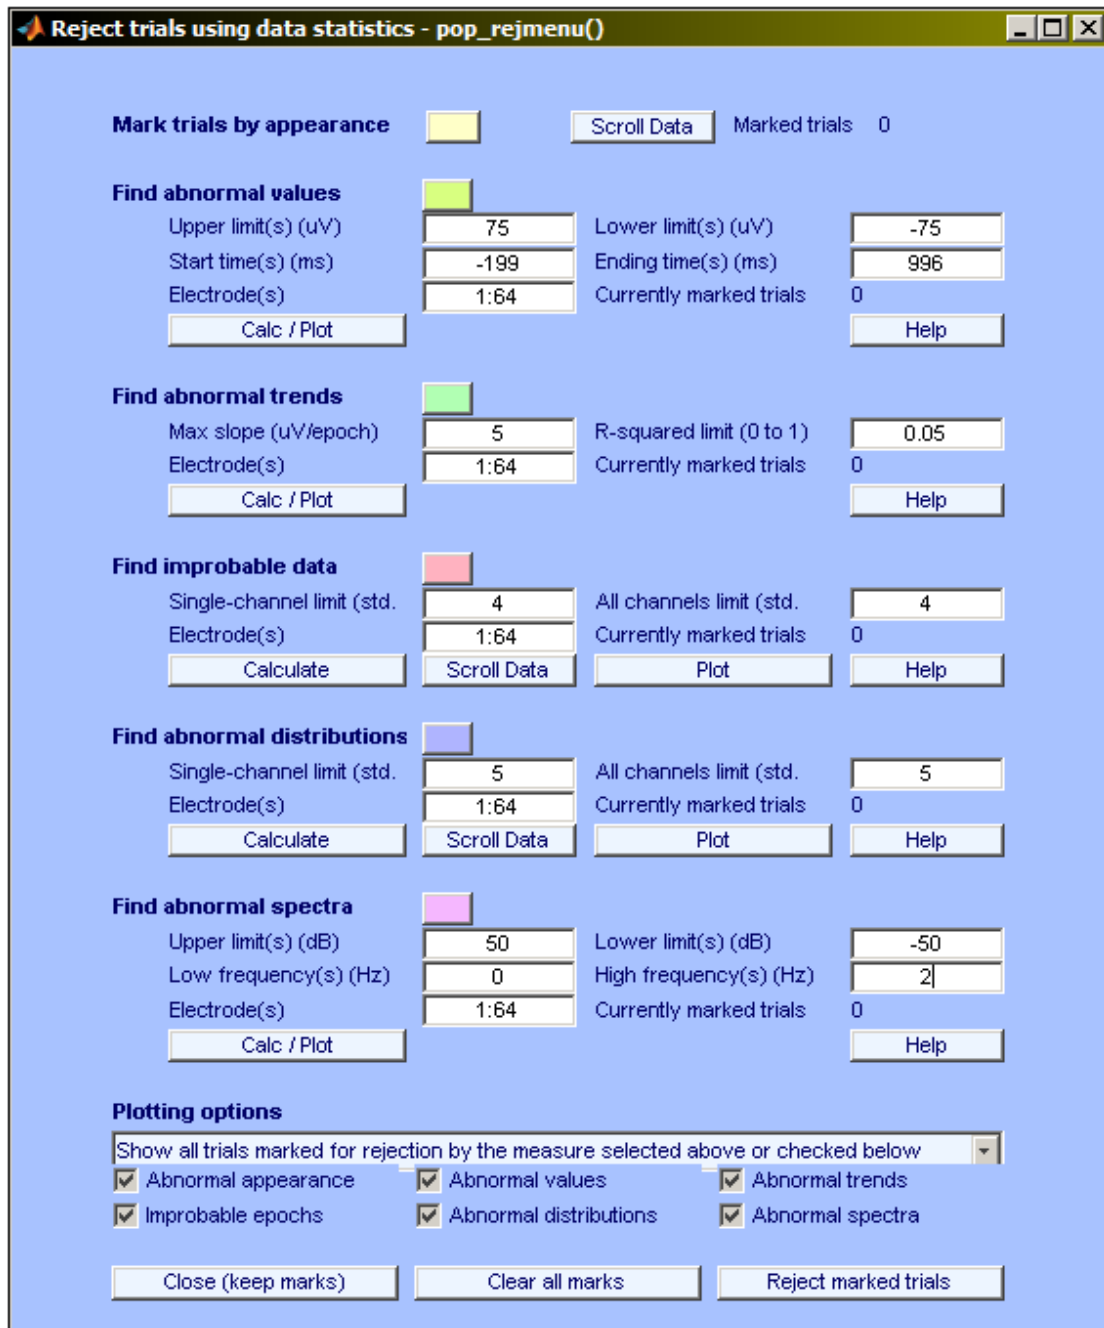 Reject trials using data statistics - pop_rejmenu()
Mark trials by appearance Scroll Data Marked trials 0
Find abnormal values
Upper limit(s) (uV) 75 Lower limit(s) (uV) -75
Start time(s) (ms) -199 Ending time(s) (ms) 996
Electrode(s) 1:64 Currently marked trials 0
Calc / Plot Help
Find abnormal trends
Max slope (uV/epoch) 5 R-squared limit (0 to 1) 0.05
Electrode(s) 1:64 Currently marked trials 0
Calc / Plot Help
Find improbable data
Single-channel limit (std. 4 All channels limit (std. 4
Electrode(s) 1:64 Currently marked trials 0
Calculate Scroll Data Plot Help
Find abnormal distributions
Single-channel limit (std. 5 All channels limit (std. 5
Electrode(s) 1:64 Currently marked trials 0
Calculate Scroll Data Plot Help
Find abnormal spectra
Upper limit(s) (dB) 50 Lower limit(s) (dB) -50
Low frequency(s) (Hz) 0 High frequency(s) (Hz) 2
Electrode(s) 1:64 Currently marked trials 0
Calc / Plot Help
Plotting options
Show all trials marked for rejection by the measure selected above or checked below
Abnormal appearance Abnormal values Abnormal trends
Improbable epochs Abnormal distributions Abnormal spectra
Close (keep marks) Clear all marks Reject marked trials